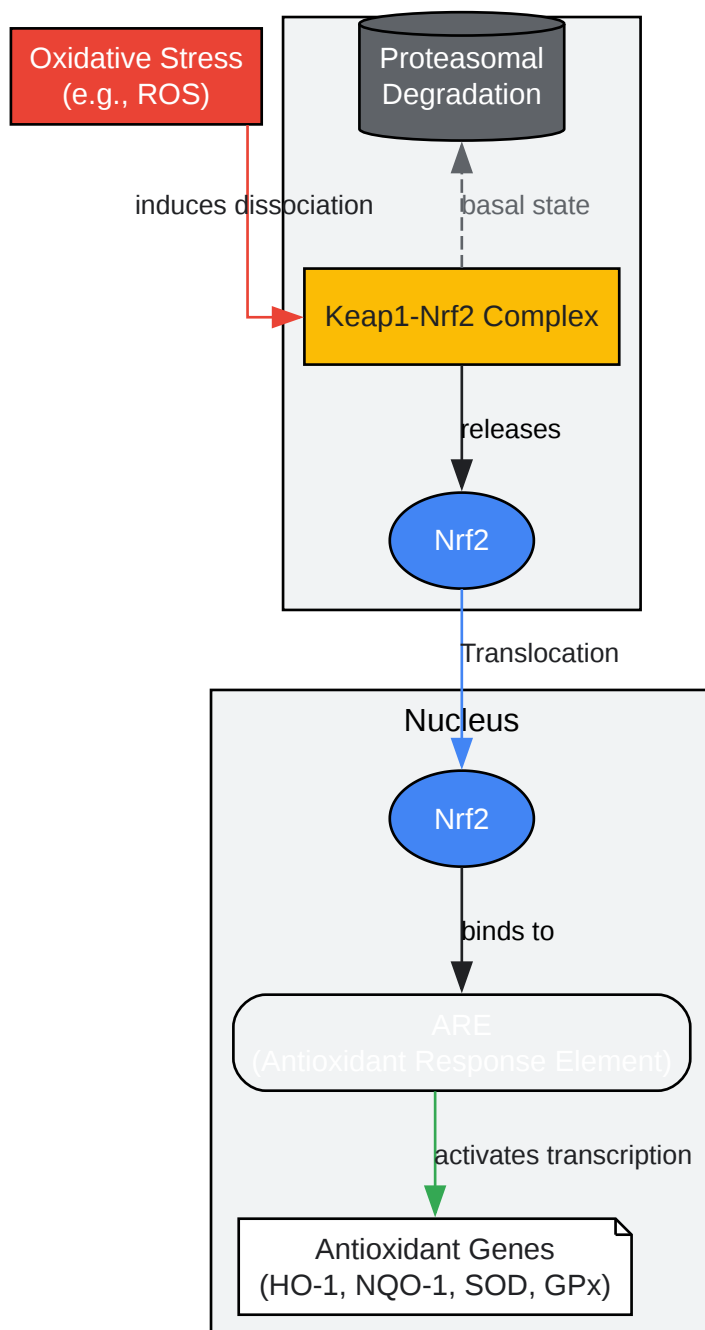 Oxidative Stress
(e.g., ROS)
Proteasomal
Degradation
induces dissociation
basal state
Keap1-Nrf2 Complex
releases
Nrf2
Translocation
Nucleus
Nrf2
binds to
ARE
(Antioxidant Response Element)
activates transcription
Antioxidant Genes
(HO-1, NQO-1, SOD, GPx)